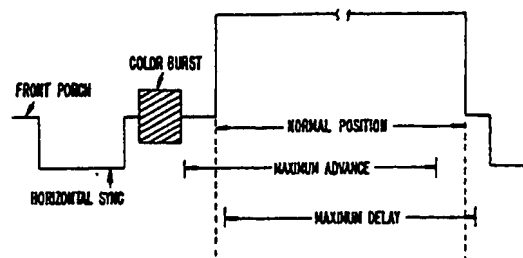 COLOR BURST
FRONT PORCH
NORMAL POSITION
MAXIMUM ADVANCE
HORIZONTAL SYNC
MAXIMUM DELAY